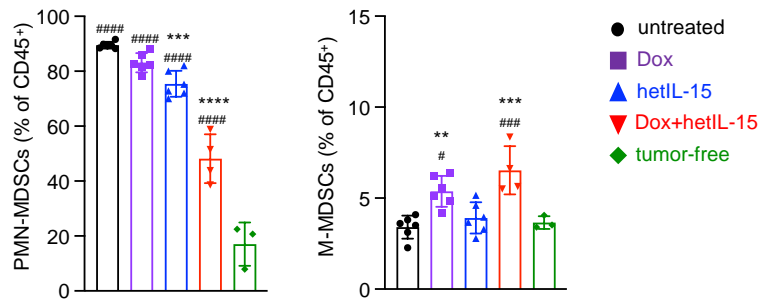 PMN-MDSCs (% of CD45⁺)
100
80
60
40
20
0
####
####
***
####
****
####
M-MDSCs (% of CD45⁺)
15
10
5
0
**
#
***
###
untreated
Dox
hetIL-15
Dox+hetIL-15
tumor-free